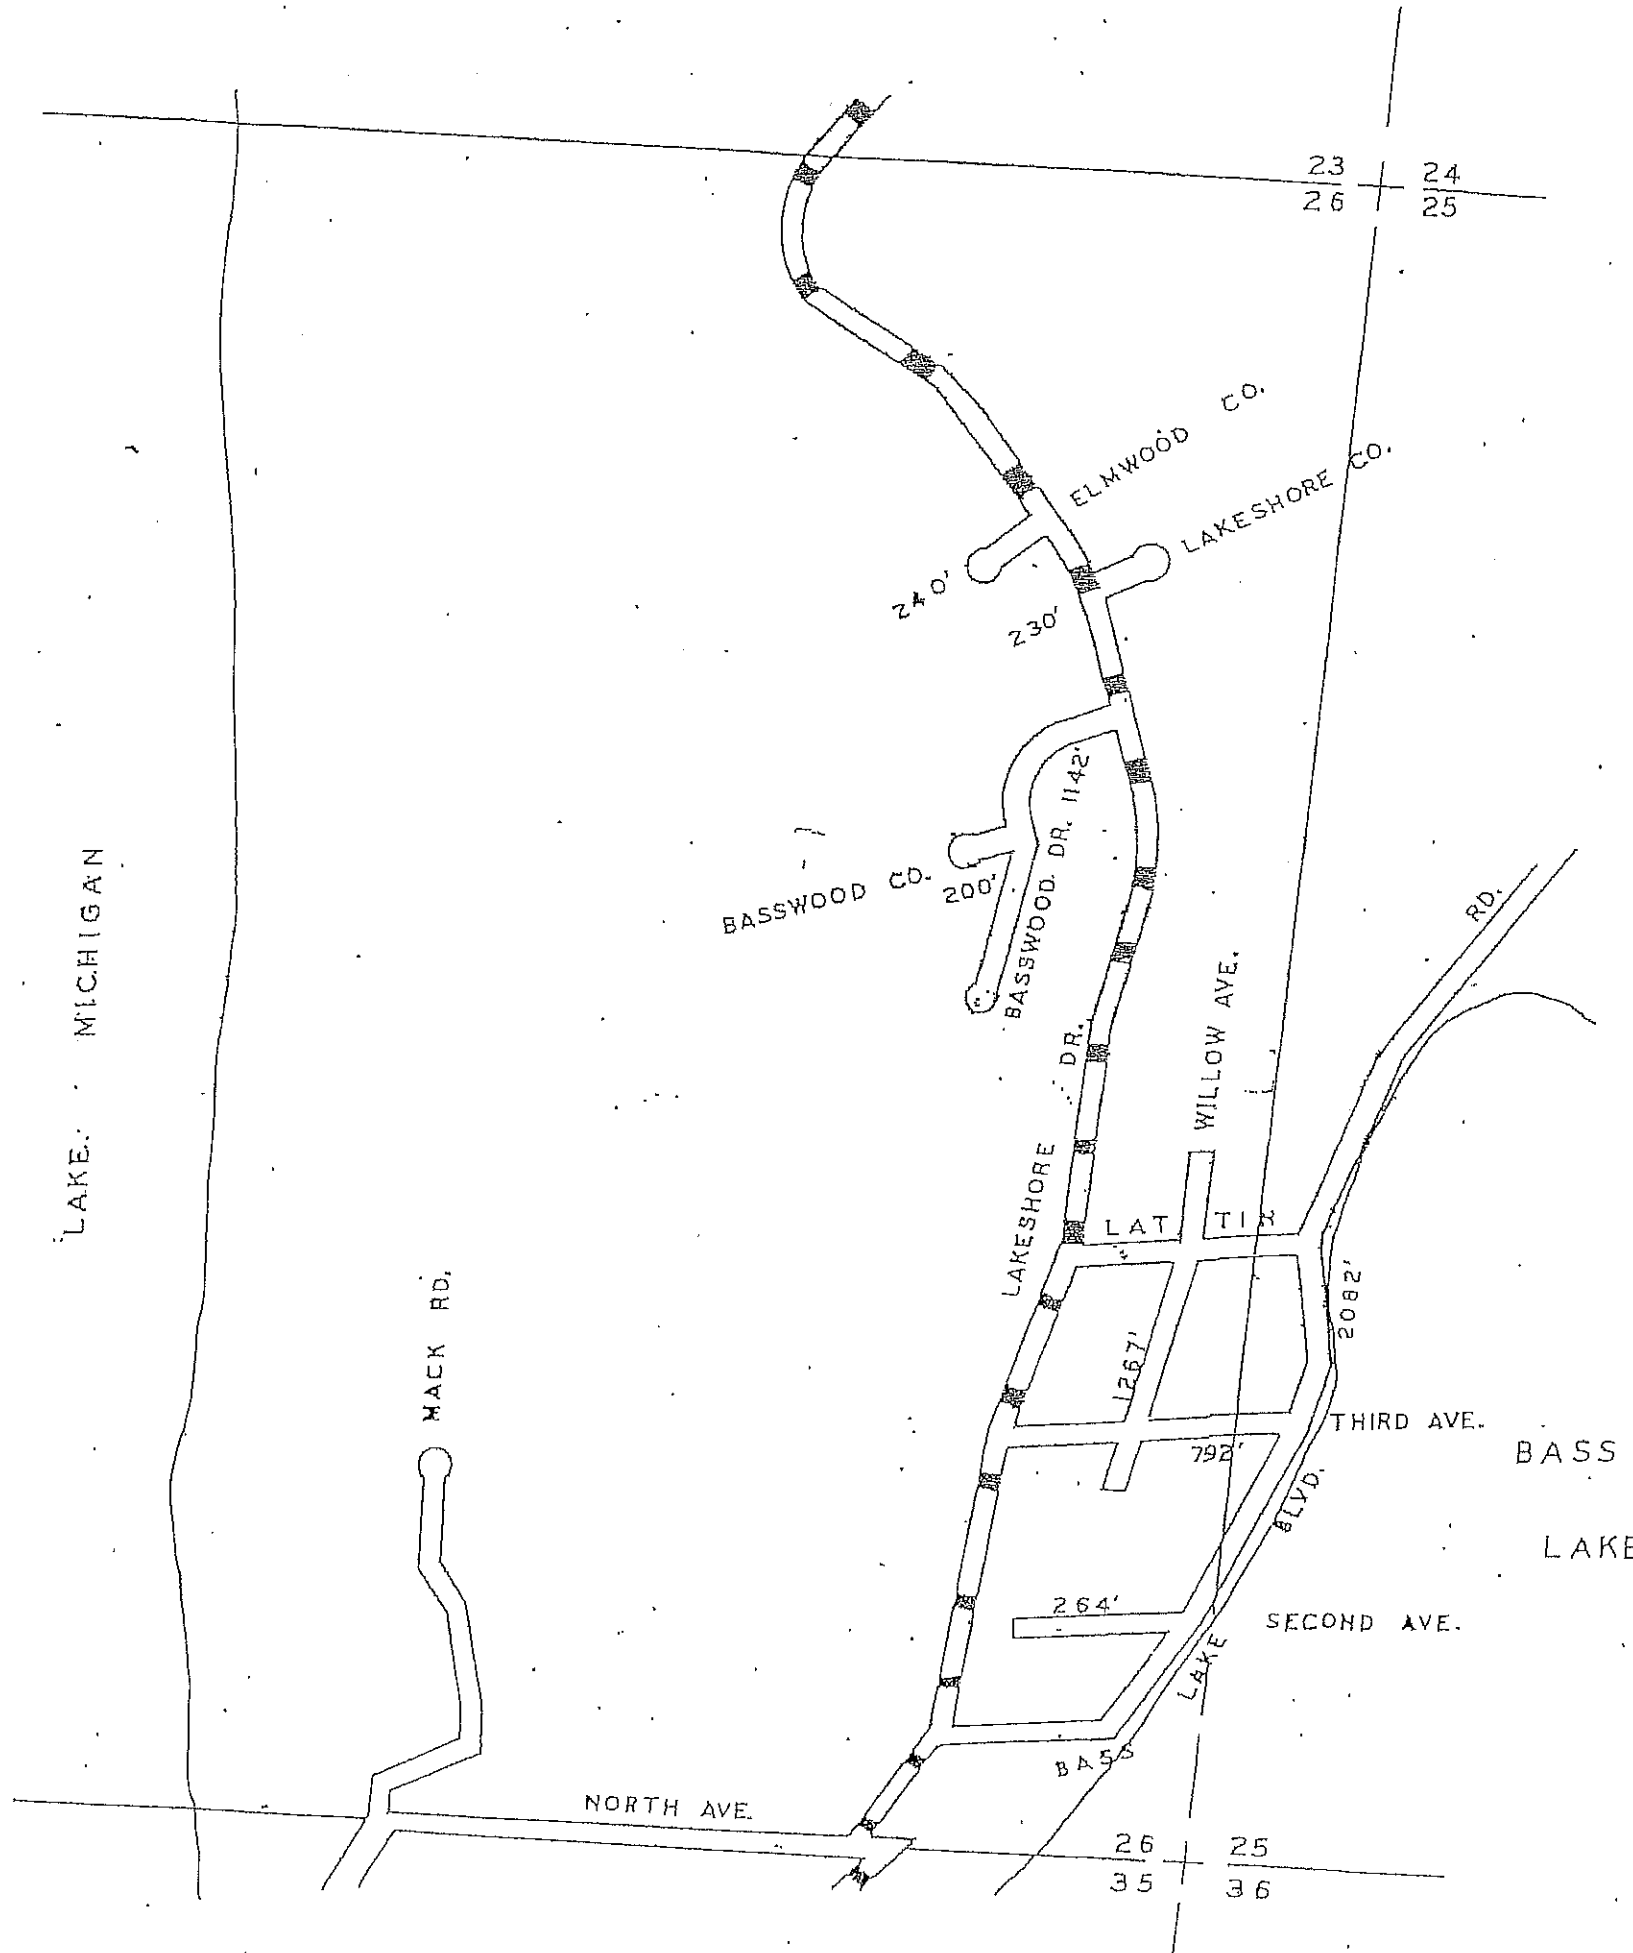 23 24
26 25
ELMWOOD CO.
LAKESHORE CO.
240'
230'
1142'
BASSWOOD CO.
200'
BASSWOOD DR.
LAKE MICHIGAN
RD.
WILLOW AVE.
LAKESHORE DR.
LAT TIK
2082'
MACK RD.
1267'
THIRD AVE.
792'
BASS
LAKE
BLVD.
264'
SECOND AVE.
BASS LAKE
NORTH AVE.
26 25
35 36